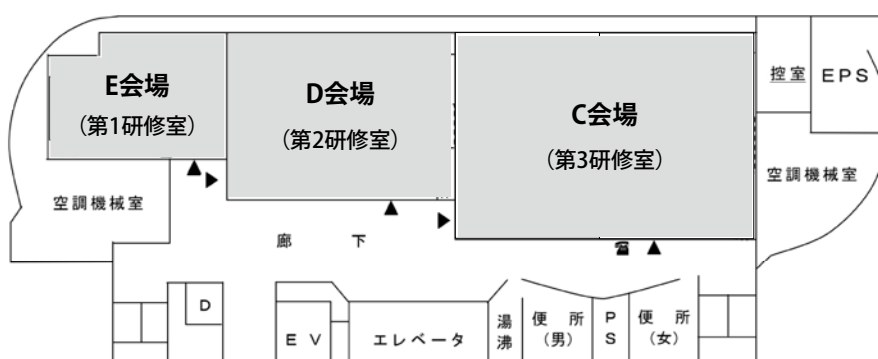 E会場
（第1研修室）
D会場
（第2研修室）
C会場
（第3研修室）
控室
EPS
空調機械室
空調機械室
廊下
D
EV
エレベータ
湯沸
便所
（男）
PS
便所
（女）